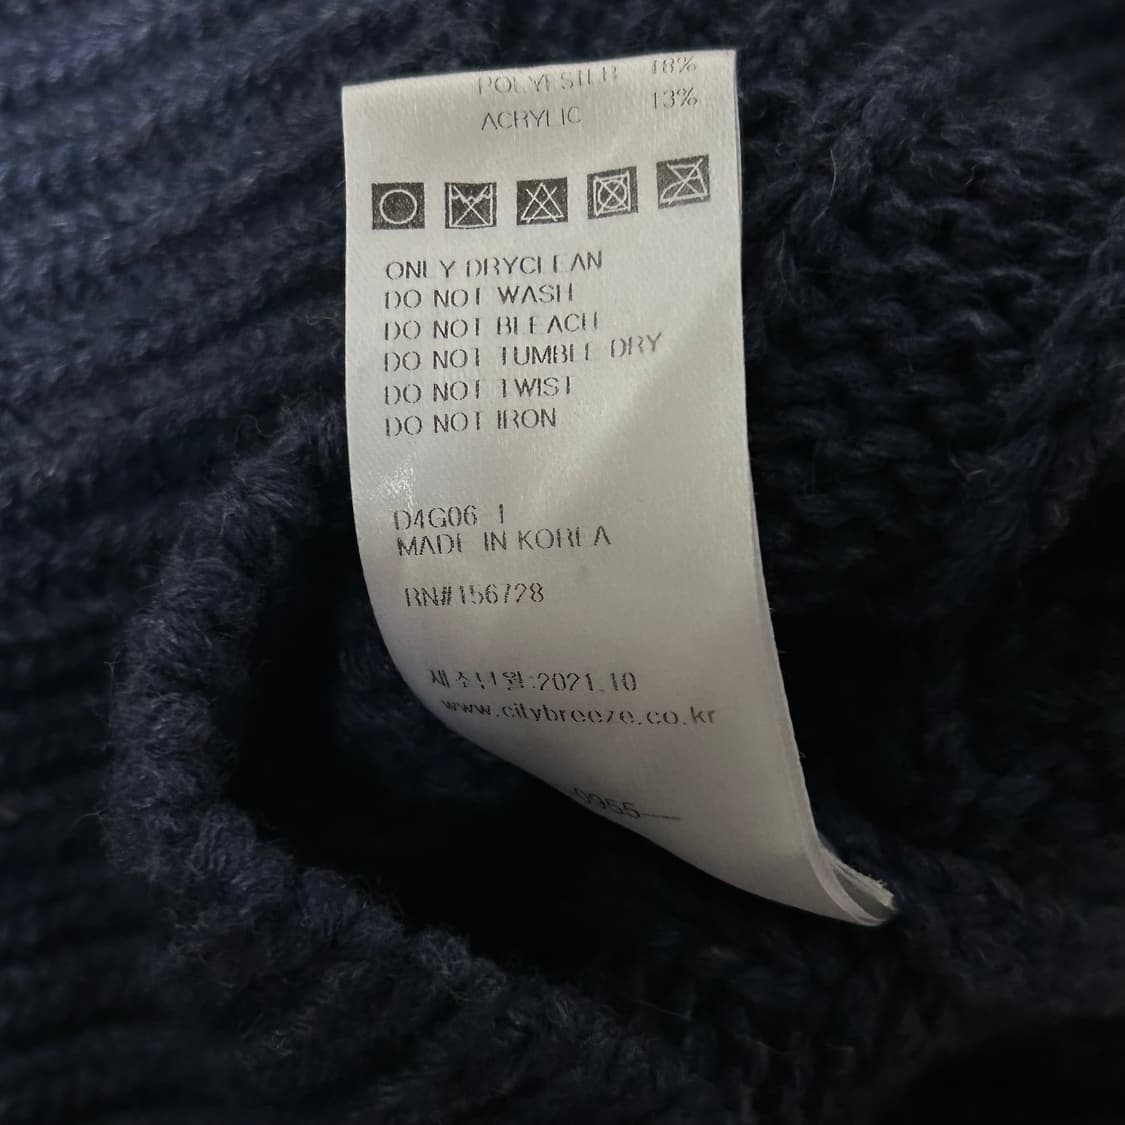 POLYESTER 18%
ACRYLIC 13%
ONLY DRYCLEAN
DO NOT WASH
DO NOT BLEACH
DO NOT TUMBLE DRY
DO NOT TWIST
DO NOT IRON
D4G06 1
MADE IN KOREA
RN#156728
제조년월:2021.10
www.citybreeze.co.kr
0955